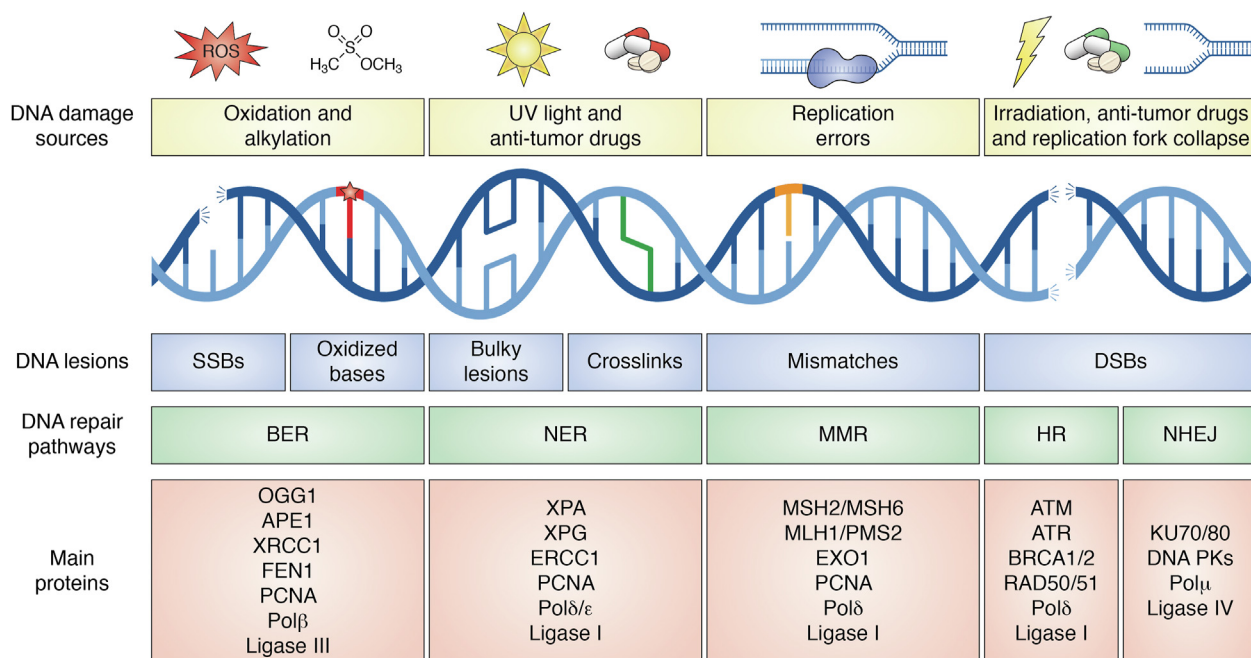 ROS
O O
S
H₃C OCH₃
DNA damage
sources
Oxidation and
alkylation
UV light and
anti-tumor drugs
Replication
errors
Irradiation, anti-tumor drugs
and replication fork collapse
DNA lesions
SSBs
Oxidized
bases
Bulky
lesions
Crosslinks
Mismatches
DSBs
DNA repair
pathways
BER
NER
MMR
HR
NHEJ
Main
proteins
OGG1
APE1
XRCC1
FEN1
PCNA
Polβ
Ligase III
XPA
XPG
ERCC1
PCNA
Polδ/ε
Ligase I
MSH2/MSH6
MLH1/PMS2
EXO1
PCNA
Polδ
Ligase I
ATM
ATR
BRCA1/2
RAD50/51
Polδ
Ligase I
KU70/80
DNA PKs
Polμ
Ligase IV